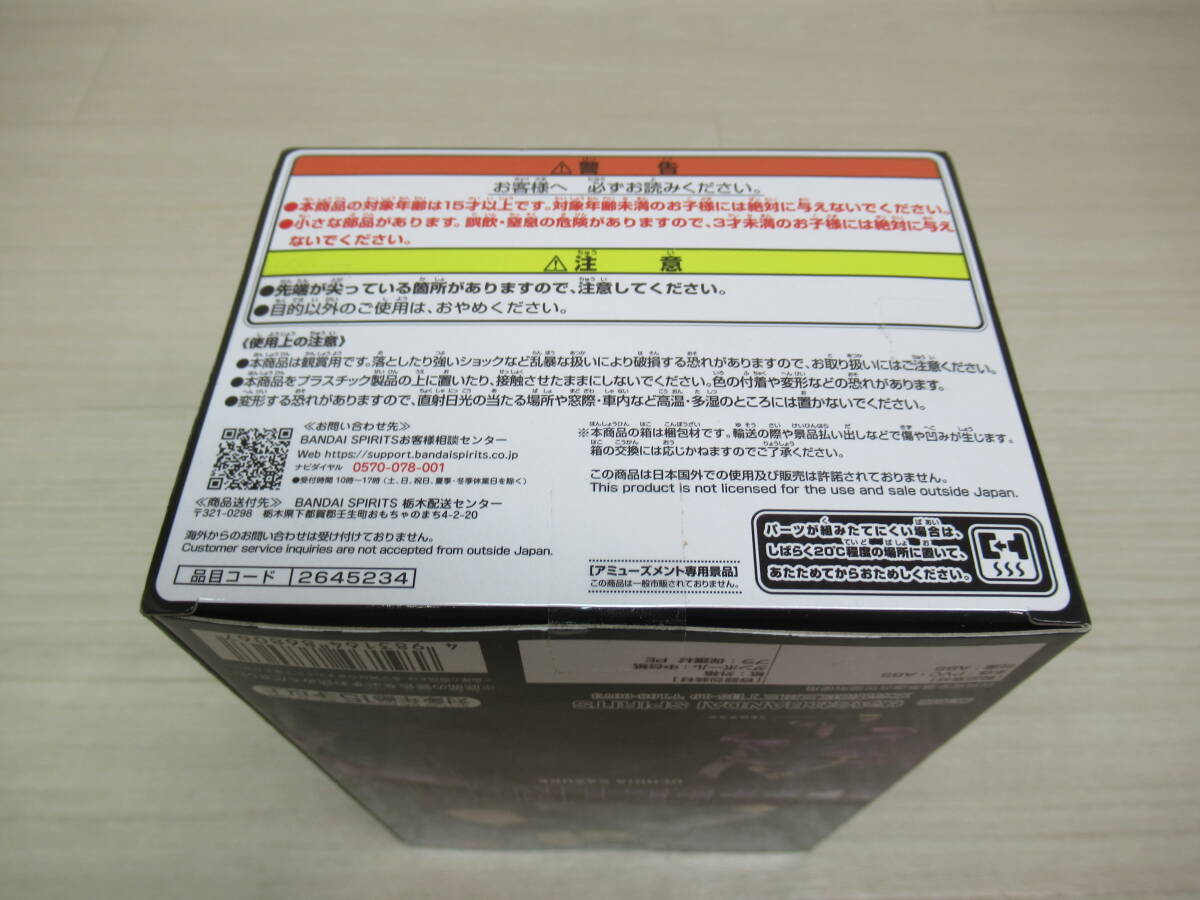 ⚠警 告
お客様へ 必ずお読みください。
●本商品の対象年齢は15才以上です。対象年齢未満のお子様には絶対に与えないでください。
●小さな部品があります。誤飲・窒息の危険がありますので、3才未満のお子様には絶対に与え
ないでください。
⚠注 意
●先端が尖っている箇所がありますので、注意してください。
●目的以外のご使用は、おやめください。
《使用上の注意》
●本商品は観賞用です。落としたり強いショックなど乱暴な扱いにより破損する恐れがありますので、お取り扱いにはご注意ください。
●本商品をプラスチック製品の上に置いたり、接触させたままにしないでください。色の付着や変形などの恐れがあります。
●変形する恐れがありますので、直射日光の当たる場所や窓際・車内など高温・多湿のところには置かないでください。
≪お問い合わせ先≫
BANDAI SPIRITSお客様相談センター
Web https://support.bandaispirits.co.jp
ナビダイヤル 0570-078-001
●受付時間 10時〜17時(土、日、祝日、夏季・冬季休業日を除く)
≪商品送付先≫ BANDAI SPIRITS 栃木配送センター
〒321-0298 栃木県下都賀郡壬生町おもちゃのまち4-2-20
海外からのお問い合わせは受け付けておりません。
Customer service inquiries are not accepted from outside Japan.
品目コード 2645234
※本商品の箱は梱包材です。輸送の際や景品払い出しなどで傷や凹みが生じます。
箱の交換には応じかねますのでご了承ください。
この商品は日本国外での使用及び販売は許諾されておりません。
This product is not licensed for the use and sale outside Japan.
[アミューズメント専用景品]
この商品は一般市販されておりません。
パーツが組みたてにくい場合は、
しばらく20℃程度の場所に置いて、
あたためてからおためしください。
プラ:保護材 PE
ダンボール:中台紙
紙:外箱
BANDAI SPIRITS
UCHIHA SASUKE